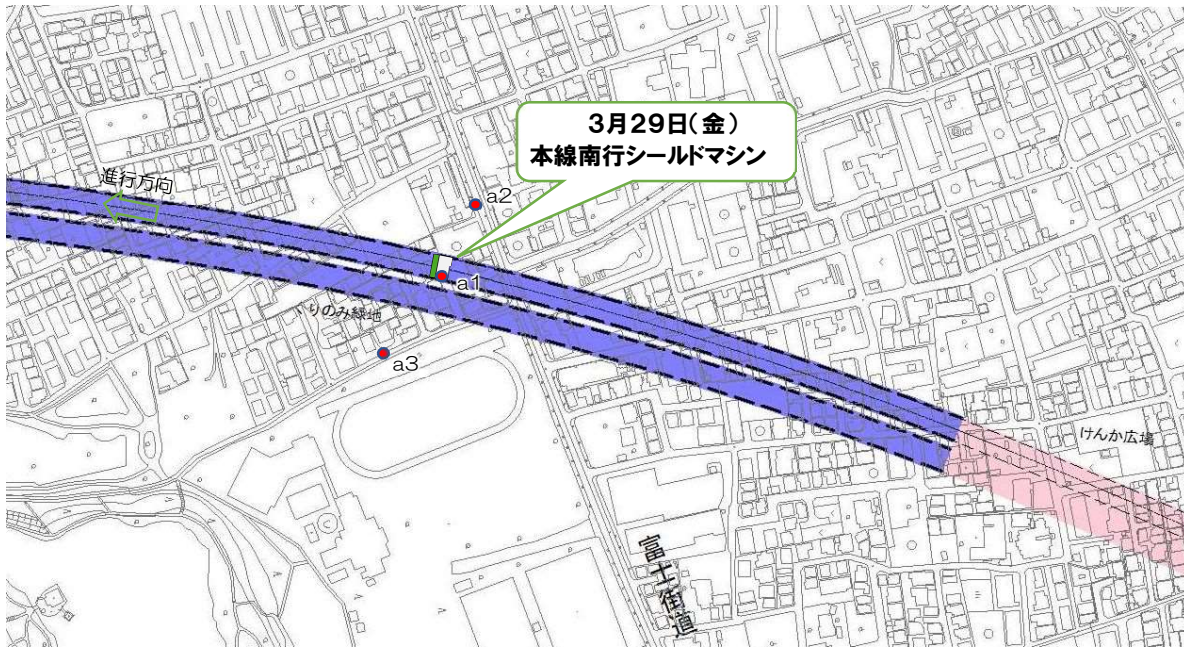 3月29日(金)
本線南行シールドマシン
進行方向
a2
a1
くりのみ緑地
a3
けんか広場
富士街道